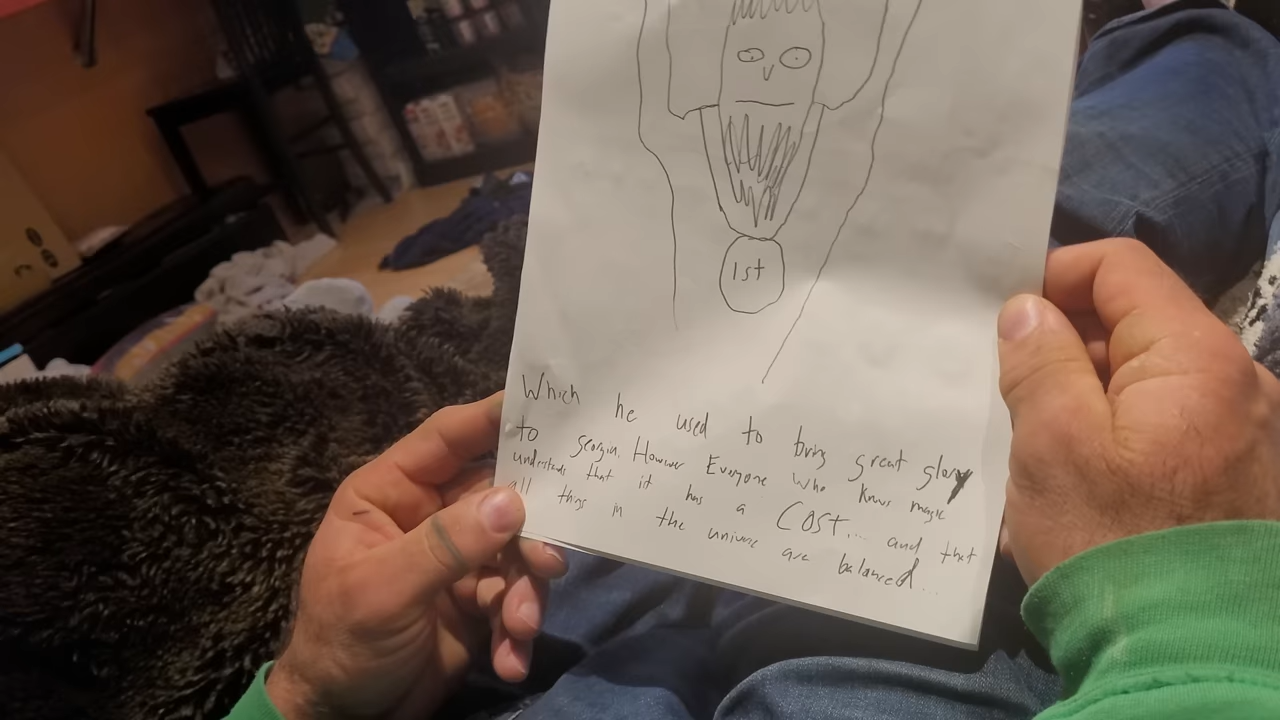 1st
Which he used to bring great glory
to georgia. However Everyone who knows magic
understands that it has a COST... and that
all things in the universe are balanced...